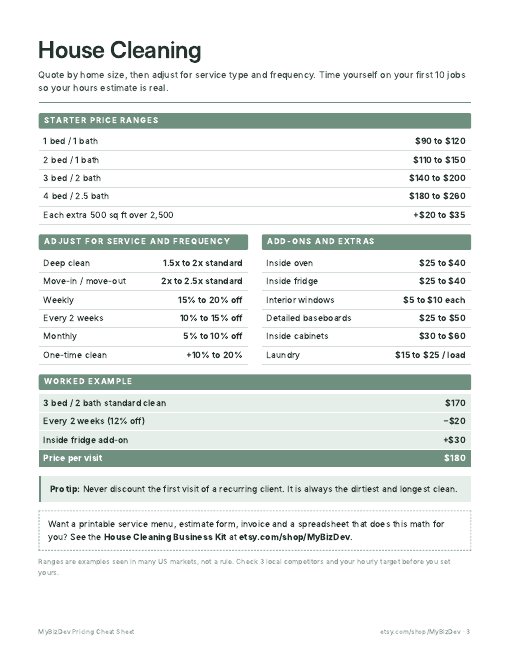 House Cleaning
Quote by home size, then adjust for service type and frequency. Time yourself on your first 10 jobs
so your hours estimate is real.
STARTER PRICE RANGES
1 bed / 1 bath $90 to $120
2 bed / 1 bath $110 to $150
3 bed / 2 bath $140 to $200
4 bed / 2.5 bath $180 to $260
Each extra 500 sq ft over 2,500 +$20 to $35
ADJUST FOR SERVICE AND FREQUENCY
Deep clean 1.5x to 2x standard
Move-in / move-out 2x to 2.5x standard
Weekly 15% to 20% off
Every 2 weeks 10% to 15% off
Monthly 5% to 10% off
One-time clean +10% to 20%
ADD-ONS AND EXTRAS
Inside oven $25 to $40
Inside fridge $25 to $40
Interior windows $5 to $10 each
Detailed baseboards $25 to $50
Inside cabinets $30 to $60
Laundry $15 to $25 / load
WORKED EXAMPLE
3 bed / 2 bath standard clean $170
Every 2 weeks (12% off) −$20
Inside fridge add-on +$30
Price per visit $180
Pro tip: Never discount the first visit of a recurring client. It is always the dirtiest and longest clean.
Want a printable service menu, estimate form, invoice and a spreadsheet that does this math for
you? See the House Cleaning Business Kit at etsy.com/shop/MyBizDev.
Ranges are examples seen in many US markets, not a rule. Check 3 local competitors and your hourly target before you set
yours.
MyBizDev Pricing Cheat Sheet etsy.com/shop/MyBizDev 3